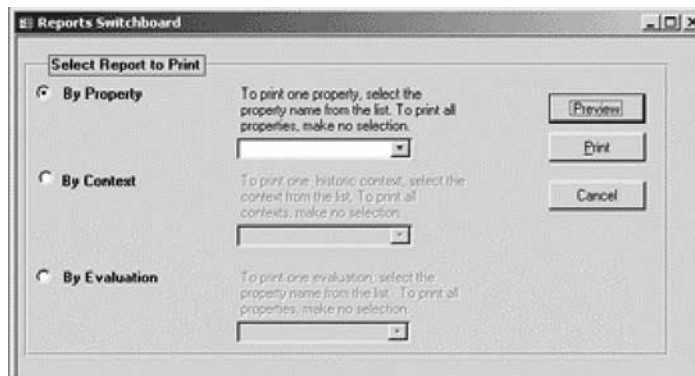 Reports Switchboard
Select Report to Print
By Property
To print one property, select the
property name from the list. To print all
properties, make no selection.
Preview
Print
By Context
To print one historic context, select the
context from the list. To print all
contexts, make no selection.
Cancel
By Evaluation
To print one evaluation, select the
property name from the list. To print all
properties, make no selection.